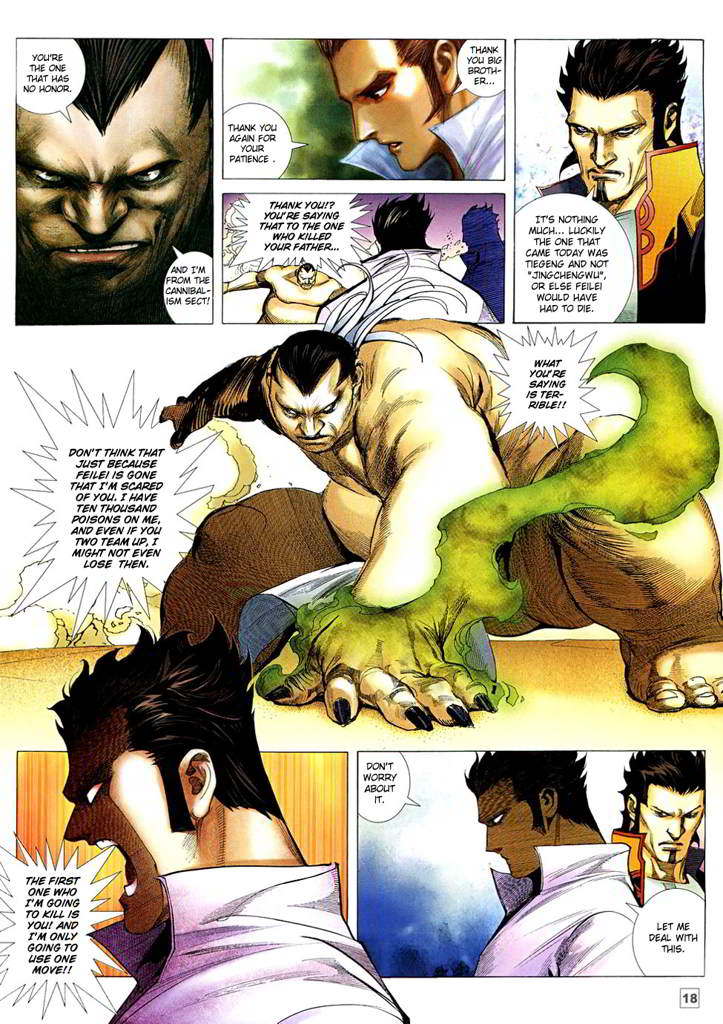 YOU'RE
THE ONE
THAT HAS
NO HONOR.
AND I'M
FROM THE
CANNIBAL-
ISM SECT!
THANK
YOU BIG
BROTH-
ER...
THANK YOU
AGAIN FOR
YOUR
PATIENCE .
THANK YOU!?
YOU'RE SAYING
THAT TO THE ONE
WHO KILLED
YOUR FATHER...
IT'S NOTHING
MUCH... LUCKILY
THE ONE THAT
CAME TODAY WAS
TIEGENG AND NOT
"JINGCHENGWU",
OR ELSE FEILEI
WOULD HAVE
HAD TO DIE.
WHAT
YOU'RE
SAYING
IS TER-
RIBLE!!
DON'T THINK THAT
JUST BECAUSE
FEILEI IS GONE
THAT I'M SCARED
OF YOU. I HAVE
TEN THOUSAND
POISONS ON ME,
AND EVEN IF YOU
TWO TEAM UP, I
MIGHT NOT EVEN
LOSE THEN.
THE FIRST
ONE WHO
I'M GOING
TO KILL IS
YOU! AND
I'M ONLY
GOING TO
USE ONE
MOVE!!
DON'T
WORRY
ABOUT
IT.
LET ME
DEAL WITH
THIS.
18